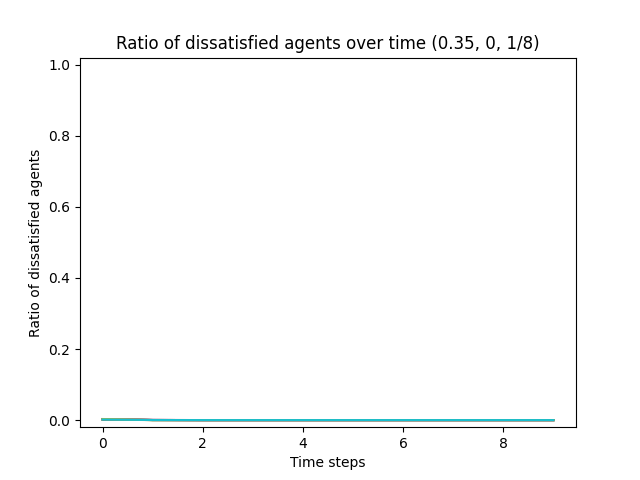 Ratio of dissatisfied agents over time (0.35, 0, 1/8)
1.0
0.8
0.6
0.4
0.2
0.0
Ratio of dissatisfied agents
0 2 4 6 8
Time steps